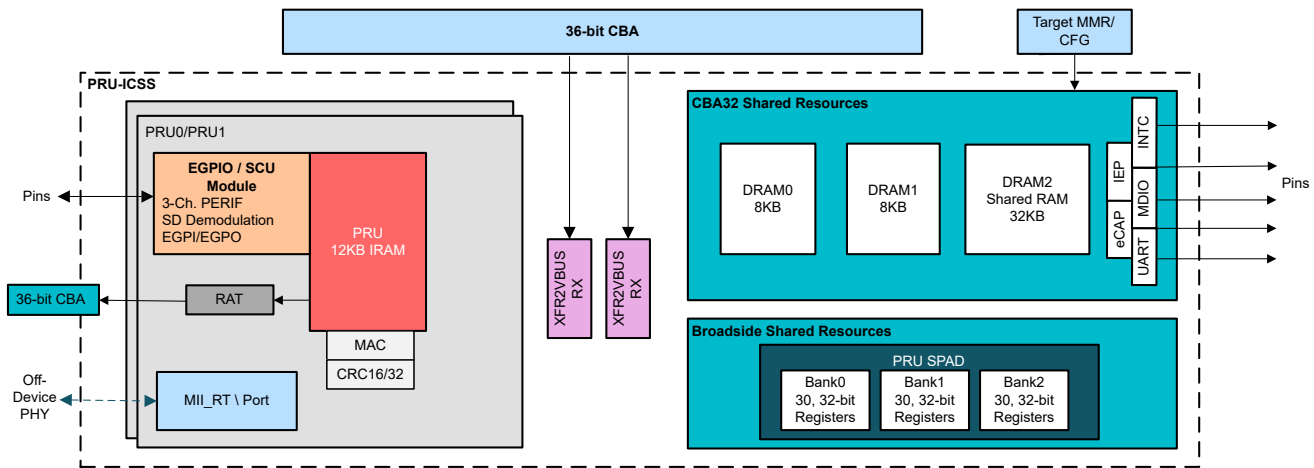 36-bit CBA
Target MMR/
CFG
PRU-ICSS
PRU0/PRU1
EGPIO / SCU
Module
3-Ch. PERIF
SD Demodulation
EGPI/EGPO
Pins
PRU
12KB IRAM
36-bit CBA
RAT
MAC
CRC16/32
Off-
Device
PHY
MII_RT \ Port
XFR2VBUS
RX
XFR2VBUS
RX
CBA32 Shared Resources
DRAM0
8KB
DRAM1
8KB
DRAM2
Shared RAM
32KB
IEP
eCAP
INTC
MDIO
UART
Pins
Broadside Shared Resources
PRU SPAD
Bank0
30, 32-bit
Registers
Bank1
30, 32-bit
Registers
Bank2
30, 32-bit
Registers